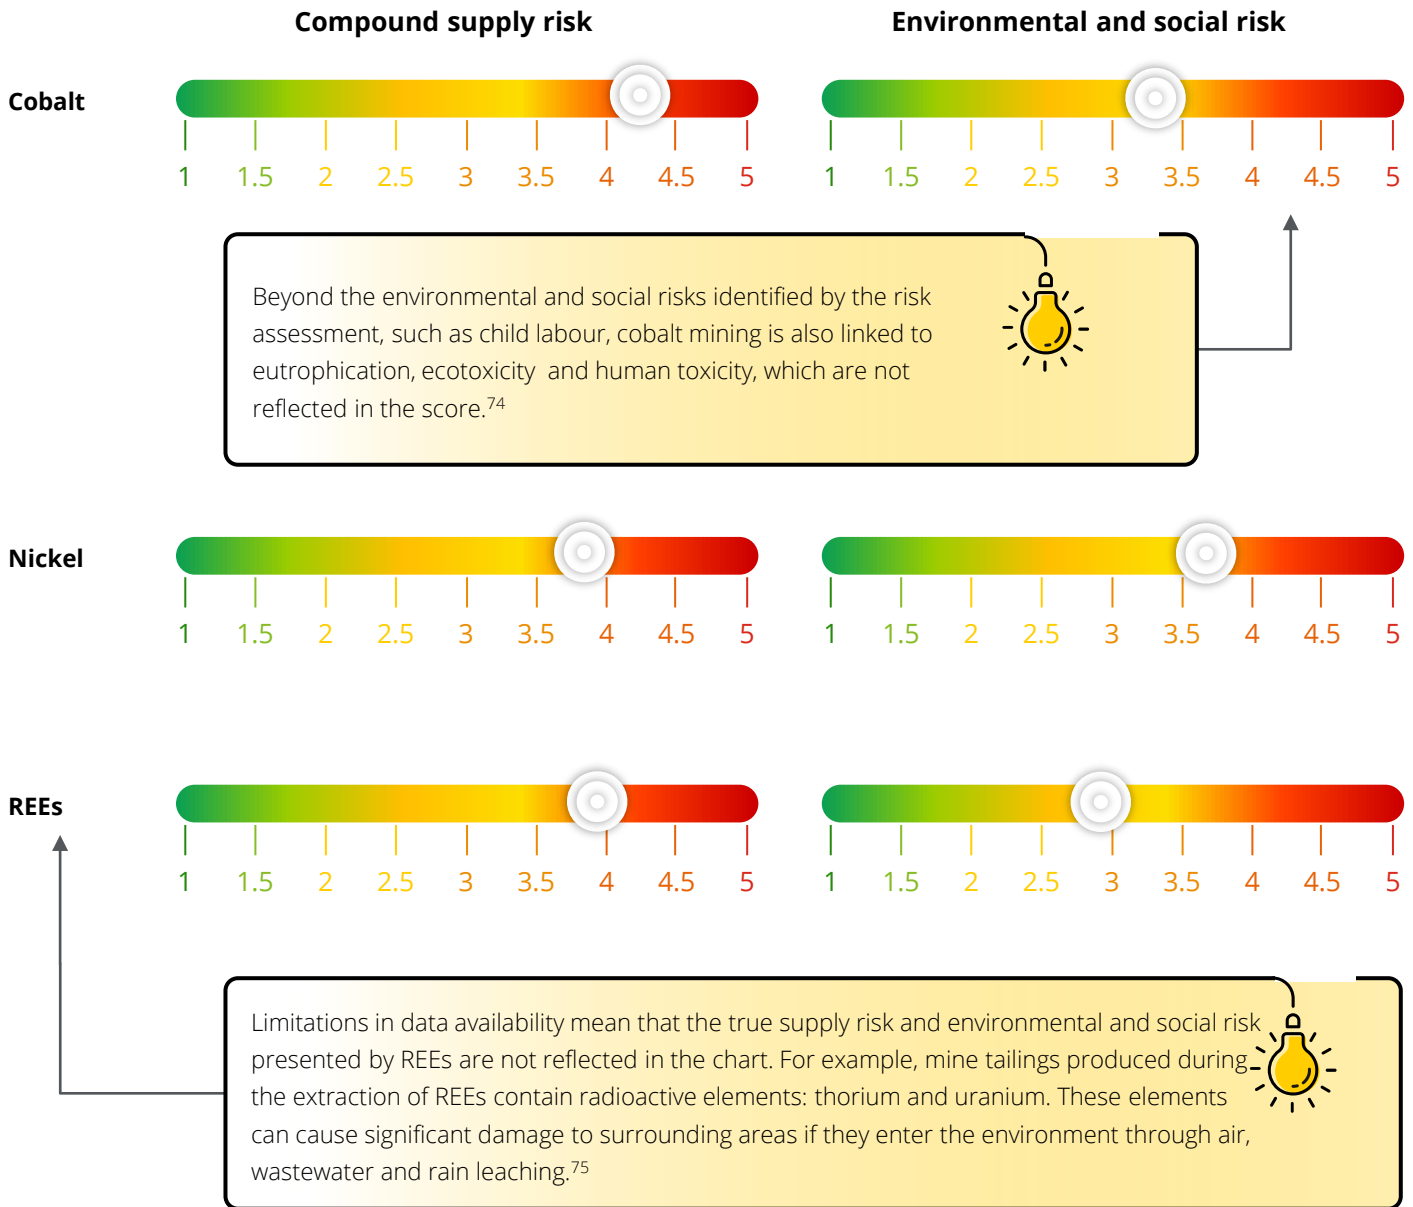 Compound supply risk
Environmental and social risk
Cobalt
1 1.5 2 2.5 3 3.5 4 4.5 5
1 1.5 2 2.5 3 3.5 4 4.5 5
Beyond the environmental and social risks identified by the risk
assessment, such as child labour, cobalt mining is also linked to
eutrophication, ecotoxicity and human toxicity, which are not
reflected in the score.74
Nickel
1 1.5 2 2.5 3 3.5 4 4.5 5
1 1.5 2 2.5 3 3.5 4 4.5 5
REEs
1 1.5 2 2.5 3 3.5 4 4.5 5
1 1.5 2 2.5 3 3.5 4 4.5 5
Limitations in data availability mean that the true supply risk and environmental and social risk
presented by REEs are not reflected in the chart. For example, mine tailings produced during
the extraction of REEs contain radioactive elements: thorium and uranium. These elements
can cause significant damage to surrounding areas if they enter the environment through air,
wastewater and rain leaching.75